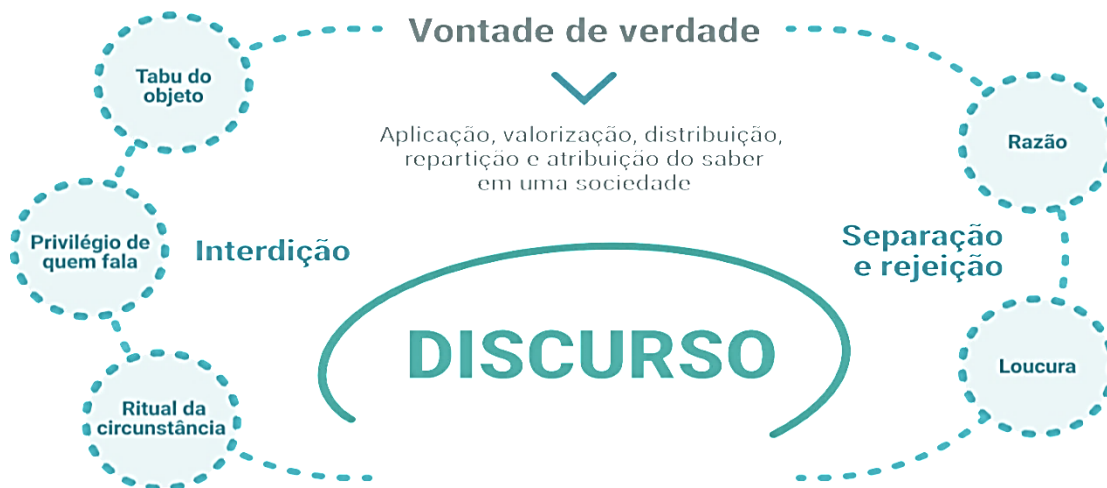 Vontade de verdade
Aplicação, valorização, distribuição,
repartição e atribuição do saber
em uma sociedade
Tabu do
objeto
Privilégio de
quem fala
Ritual da
circunstância
Interdição
Separação
e rejeição
Razão
Loucura
DISCURSO